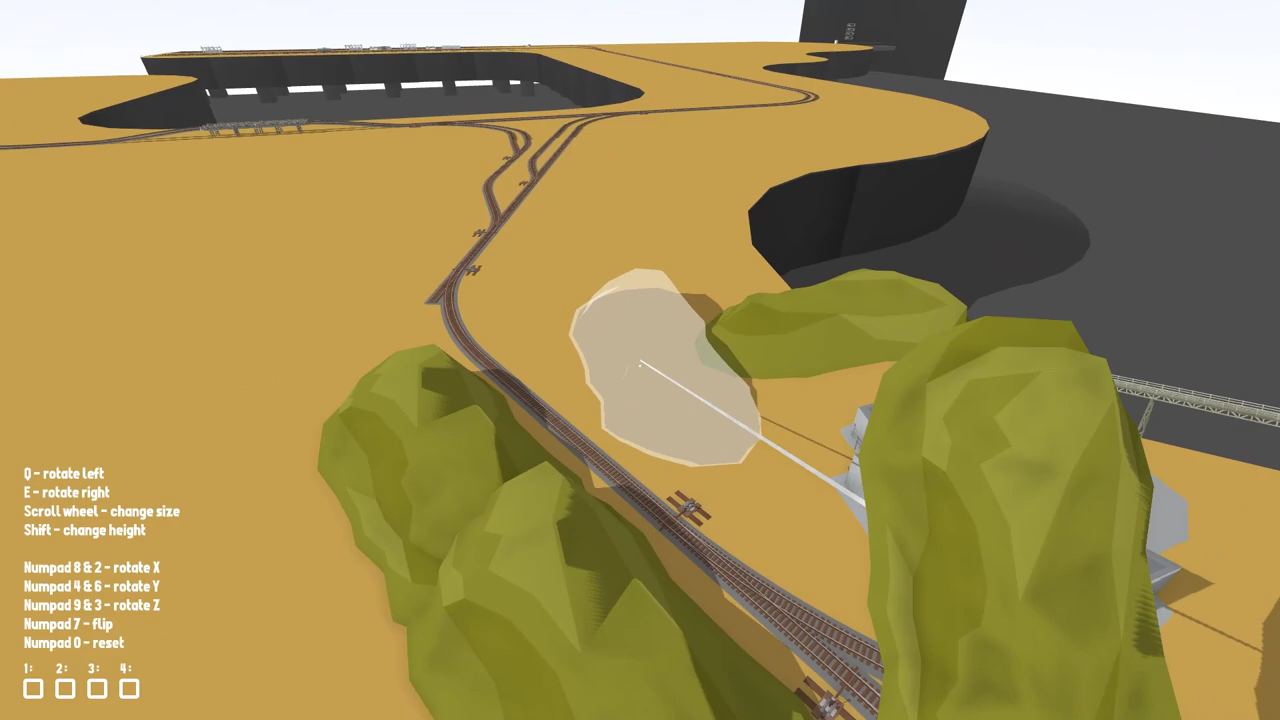 Q - rotate left
E - rotate right
Scroll wheel - change size
Shift - change height
Numpad 8 & 2 - rotate X
Numpad 4 & 6 - rotate Y
Numpad 9 & 3 - rotate Z
Numpad 7 - flip
Numpad 0 - reset
1: 2: 3: 4: